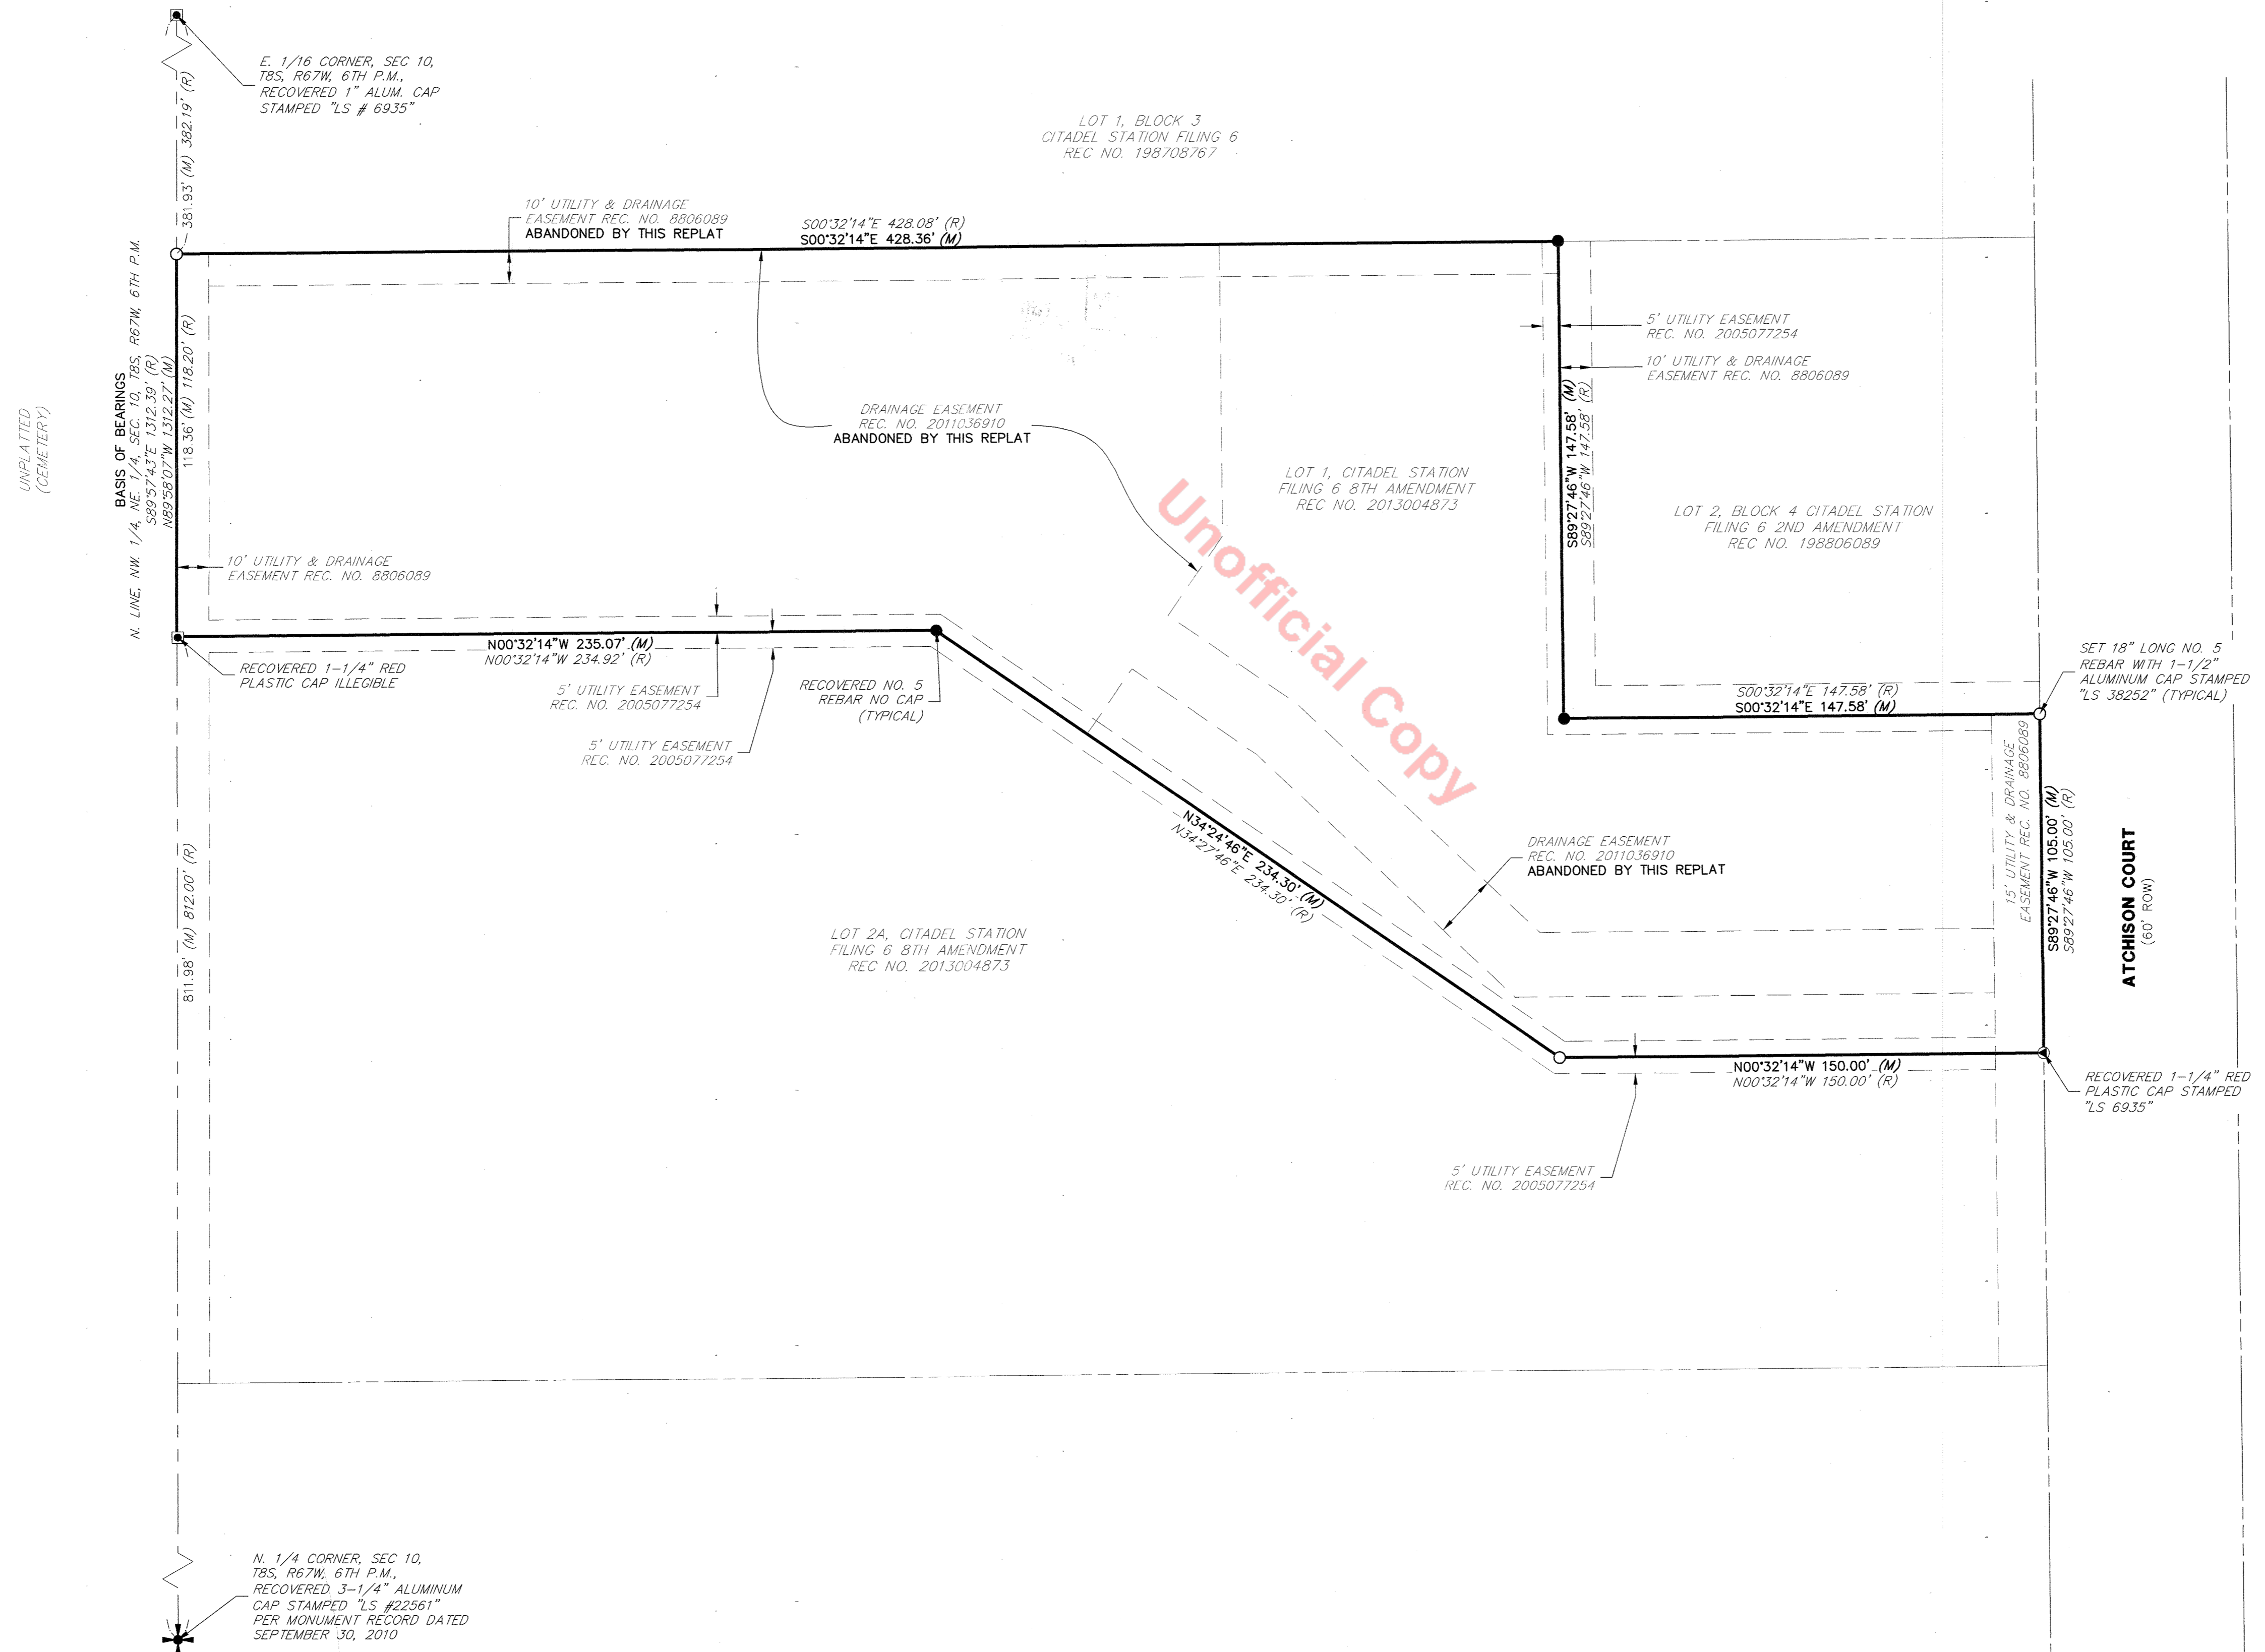 E. 1/16 CORNER, SEC 10,
T8S, R67W, 6TH P.M.,
RECOVERED 1" ALUM. CAP
STAMPED "LS # 6935"
381.93' (M) 382.19' (R)
LOT 1, BLOCK 3
CITADEL STATION FILING 6
REC NO. 198708767
10' UTILITY & DRAINAGE
EASEMENT REC. NO. 8806089
ABANDONED BY THIS REPLAT
S00°32'14"E 428.08' (R)
S00°32'14"E 428.36' (M)
UNPLATTED
(CEMETERY)
BASIS OF BEARINGS
N. LINE, NW. 1/4, NE. 1/4, SEC. 10, T8S, R67W, 6TH P.M.
S89°57'43"E 1312.39' (R)
N89°58'07"W 1312.27' (M)
118.36' (M) 118.20' (R)
5' UTILITY EASEMENT
REC. NO. 2005077254
10' UTILITY & DRAINAGE
EASEMENT REC. NO. 8806089
S89°27'46"W 147.58' (M)
S89°27'46"W 147.58' (R)
DRAINAGE EASEMENT
REC. NO. 2011036910
ABANDONED BY THIS REPLAT
LOT 1, CITADEL STATION
FILING 6 8TH AMENDMENT
REC NO. 2013004873
LOT 2, BLOCK 4 CITADEL STATION
FILING 6 2ND AMENDMENT
REC NO. 198806089
Unofficial Copy
10' UTILITY & DRAINAGE
EASEMENT REC. NO. 8806089
N00°32'14"W 235.07' (M)
N00°32'14"W 234.92' (R)
RECOVERED 1-1/4" RED
PLASTIC CAP ILLEGIBLE
5' UTILITY EASEMENT
REC. NO. 2005077254
RECOVERED NO. 5
REBAR NO CAP
(TYPICAL)
5' UTILITY EASEMENT
REC. NO. 2005077254
S00°32'14"E 147.58' (R)
S00°32'14"E 147.58' (M)
SET 18" LONG NO. 5
REBAR WITH 1-1/2"
ALUMINUM CAP STAMPED
"LS 38252" (TYPICAL)
15' UTILITY & DRAINAGE
EASEMENT REC. NO. 8806089
S89°27'46"W 105.00' (M)
S89°27'46"W 105.00' (R)
ATCHISON COURT
(60' ROW)
N34°24'46"E 234.30' (M)
N34°27'46"E 234.30' (R)
DRAINAGE EASEMENT
REC. NO. 2011036910
ABANDONED BY THIS REPLAT
811.98' (M) 812.00' (R)
LOT 2A, CITADEL STATION
FILING 6 8TH AMENDMENT
REC NO. 2013004873
N00°32'14"W 150.00' (M)
N00°32'14"W 150.00' (R)
RECOVERED 1-1/4" RED
PLASTIC CAP STAMPED
"LS 6935"
5' UTILITY EASEMENT
REC. NO. 2005077254
N. 1/4 CORNER, SEC 10,
T8S, R67W, 6TH P.M.,
RECOVERED 3-1/4" ALUMINUM
CAP STAMPED "LS #22561"
PER MONUMENT RECORD DATED
SEPTEMBER 30, 2010